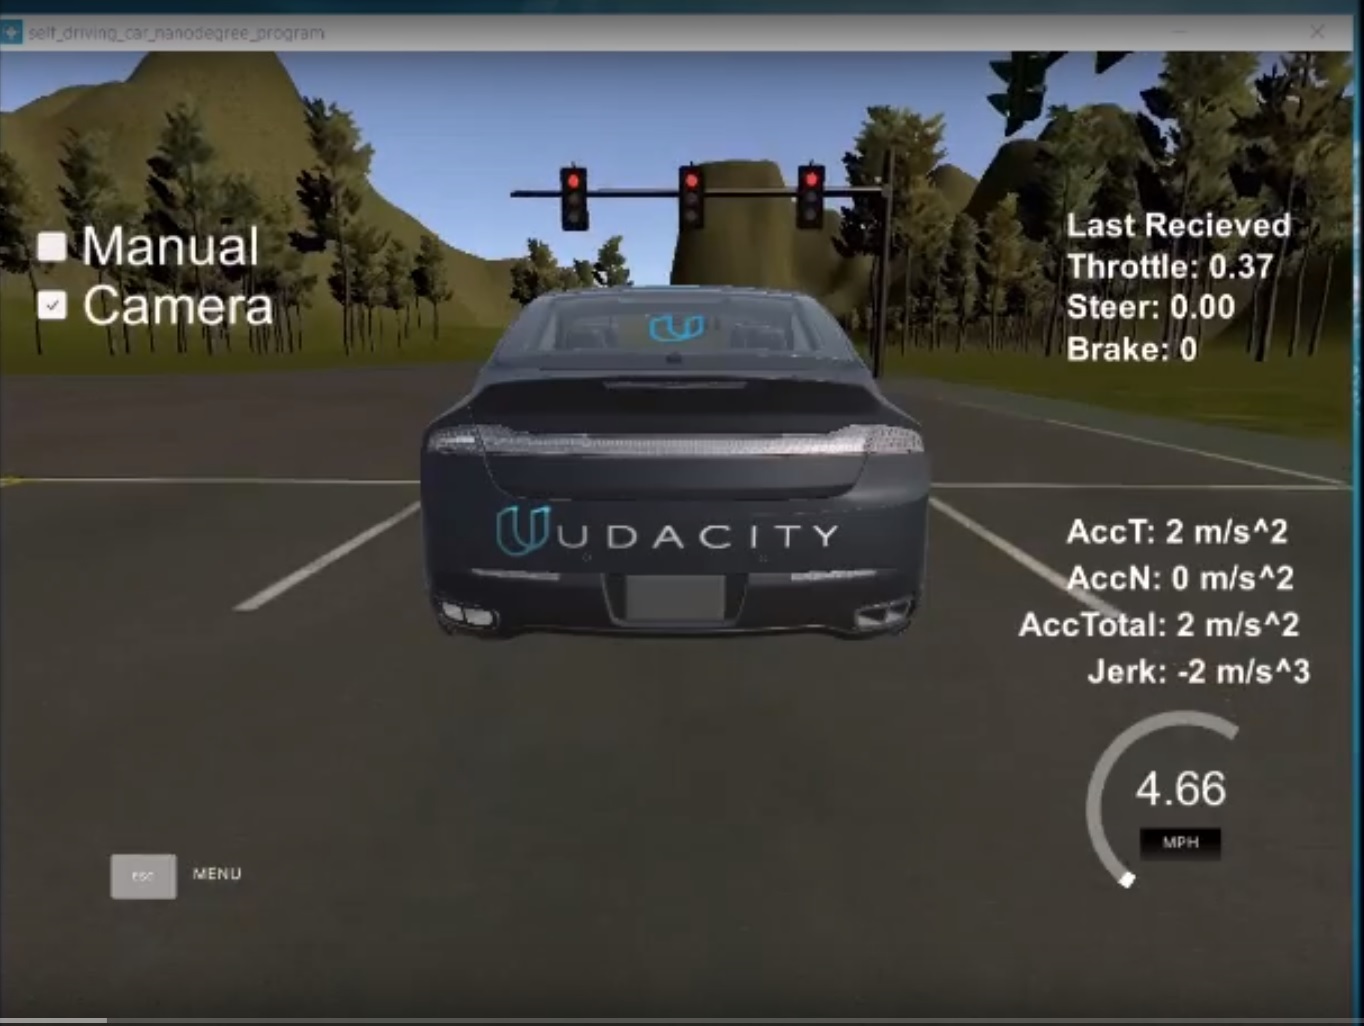 self_driving_car_nanodegree_program
Manual
Camera
Last Recieved
Throttle: 0.37
Steer: 0.00
Brake: 0
UDACITY
AccT: 2 m/s^2
AccN: 0 m/s^2
AccTotal: 2 m/s^2
Jerk: -2 m/s^3
4.66
MPH
ESC MENU